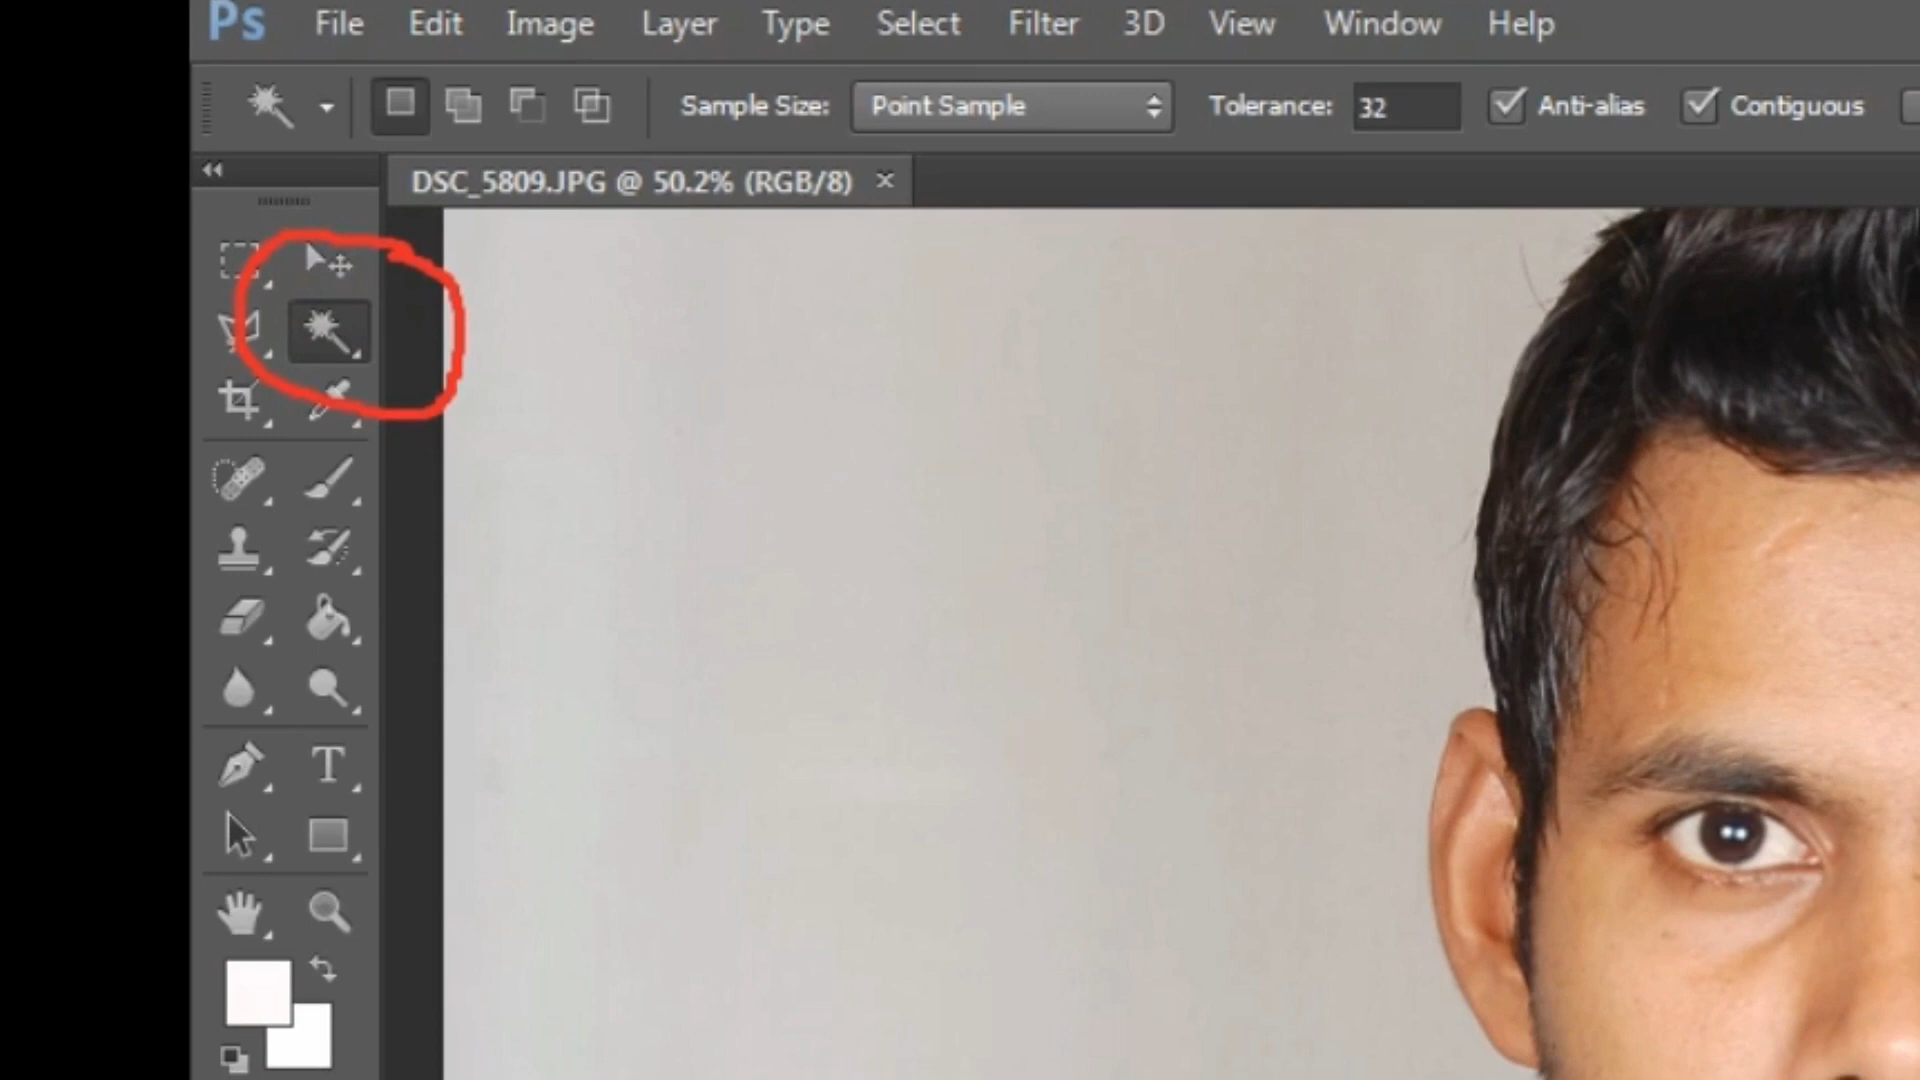 Ps File Edit Image Layer Type Select Filter 3D View Window Help
Sample Size: Point Sample Tolerance: 32 Anti-alias Contiguous
DSC_5809.JPG @ 50.2% (RGB/8) ×
T